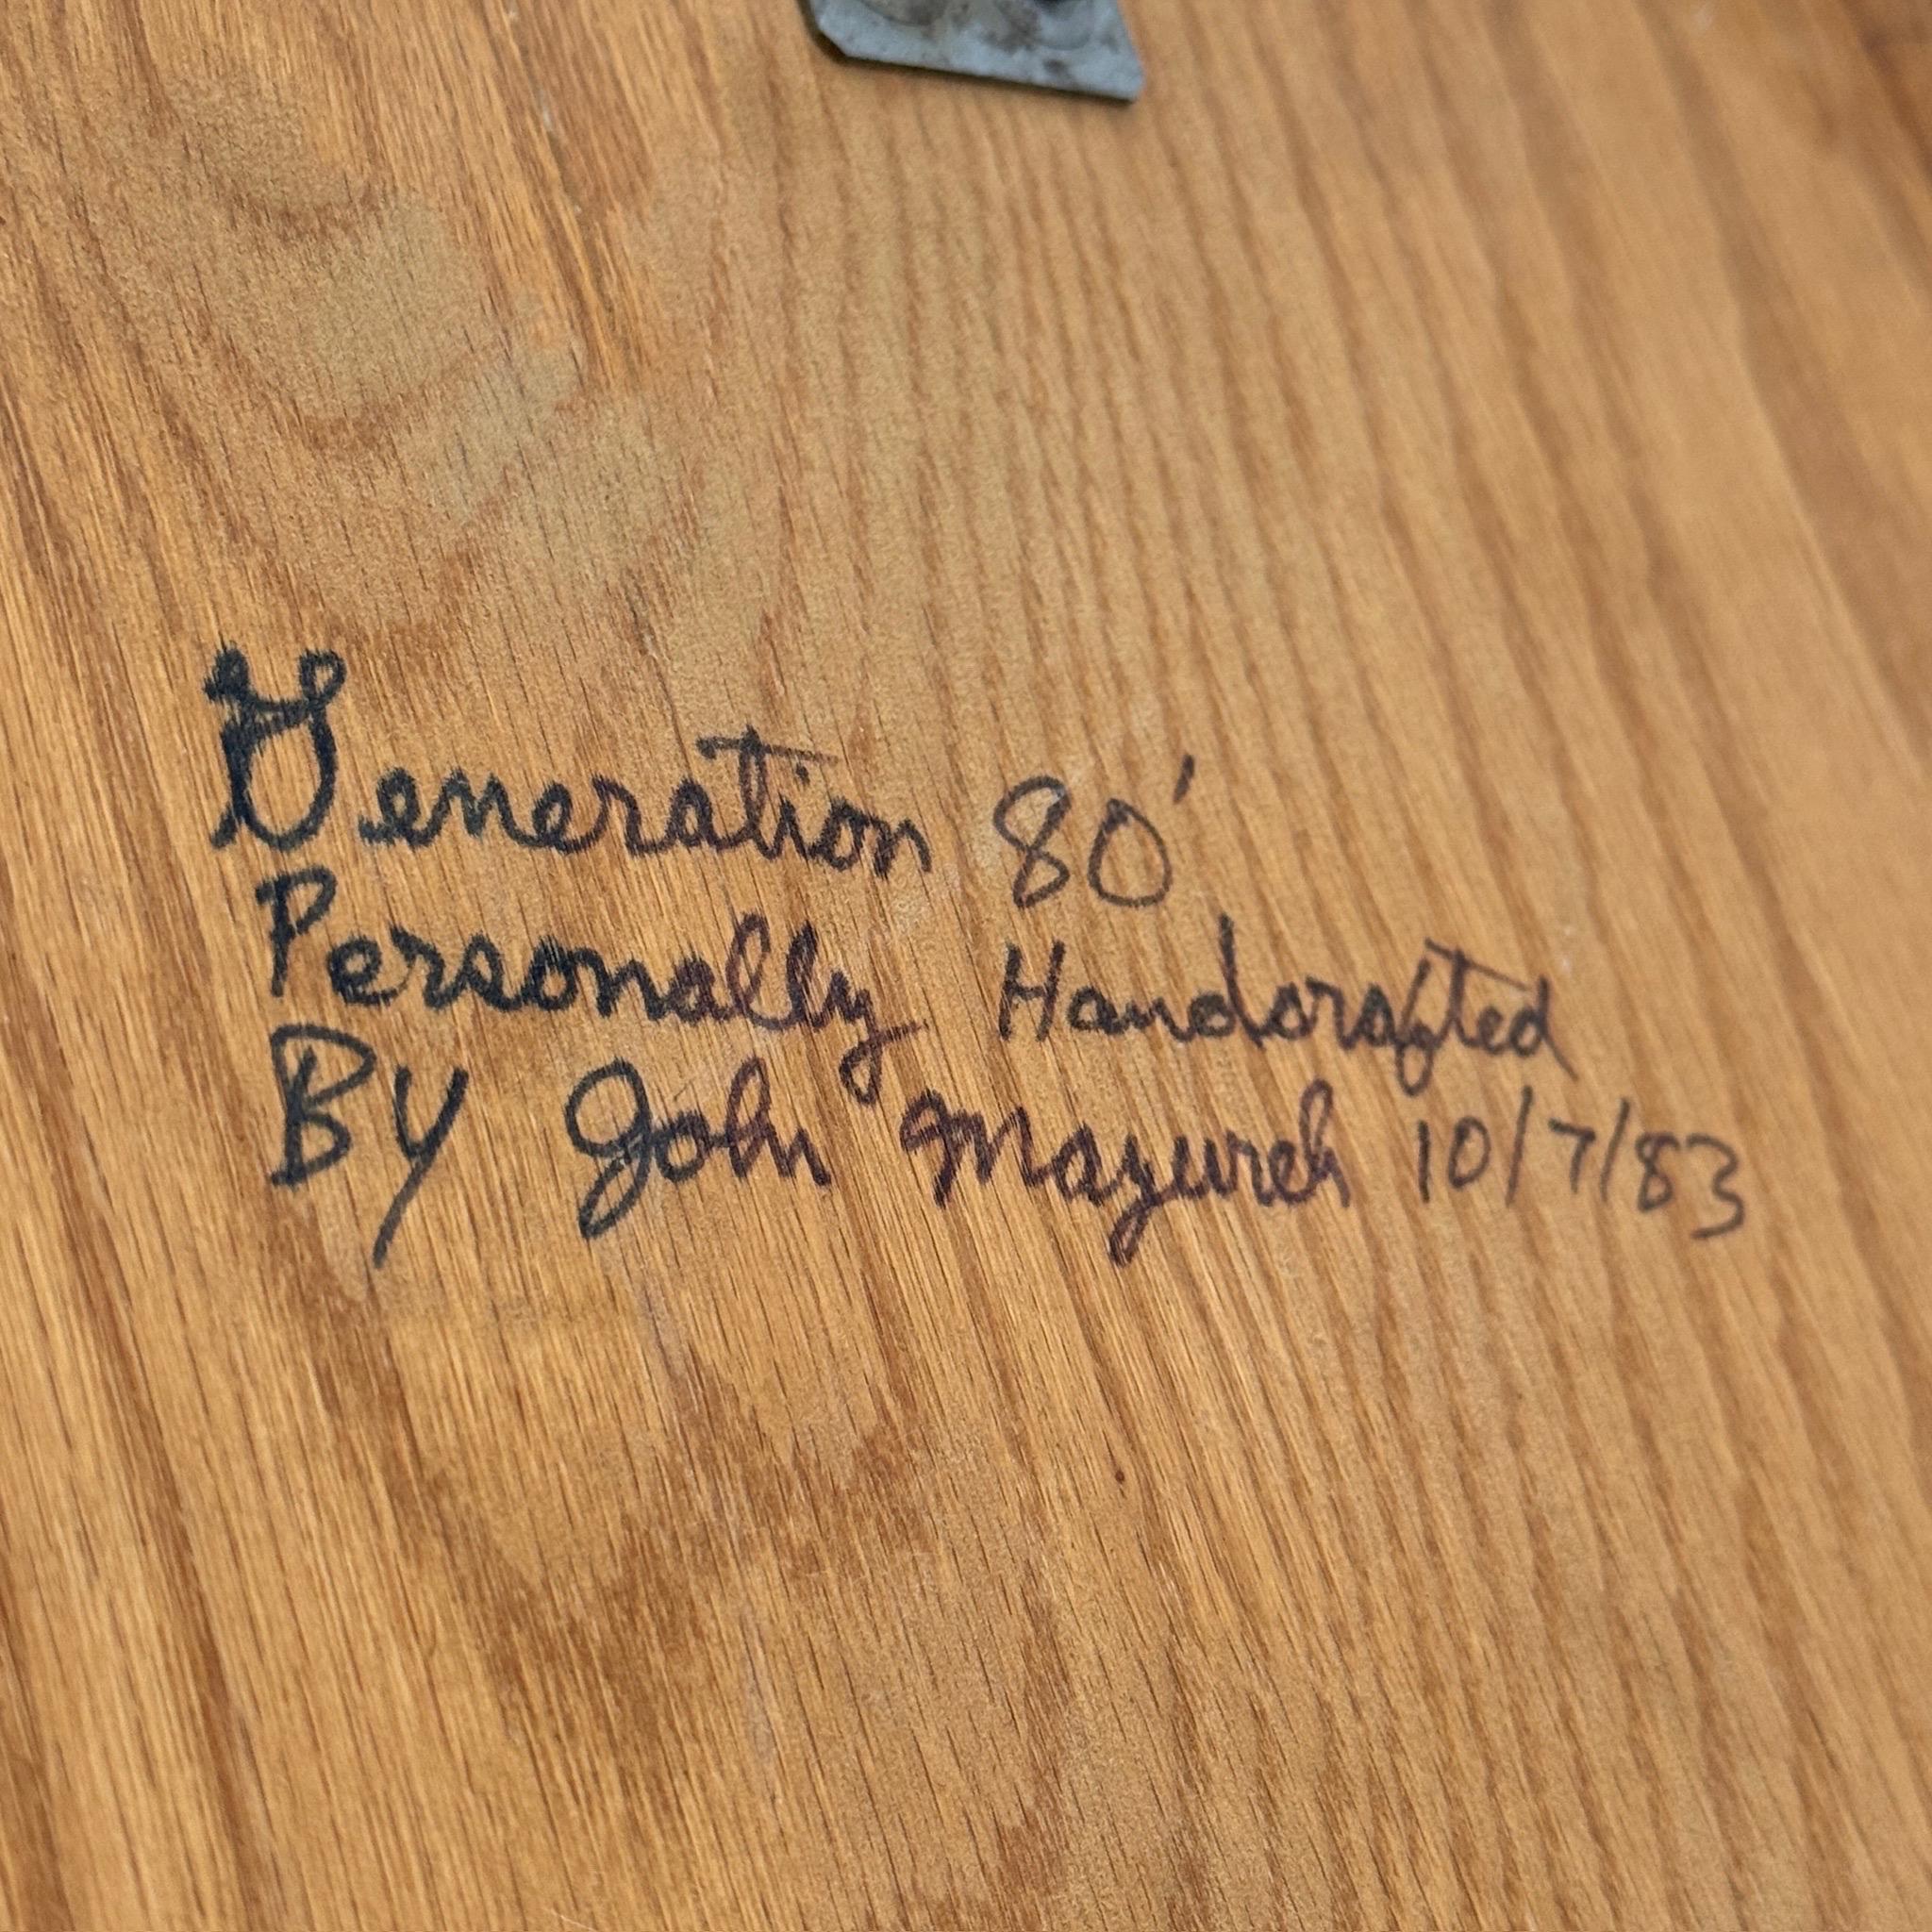 Generation 80'
Personally Handcrafted
By John Mazurek 10/7/83